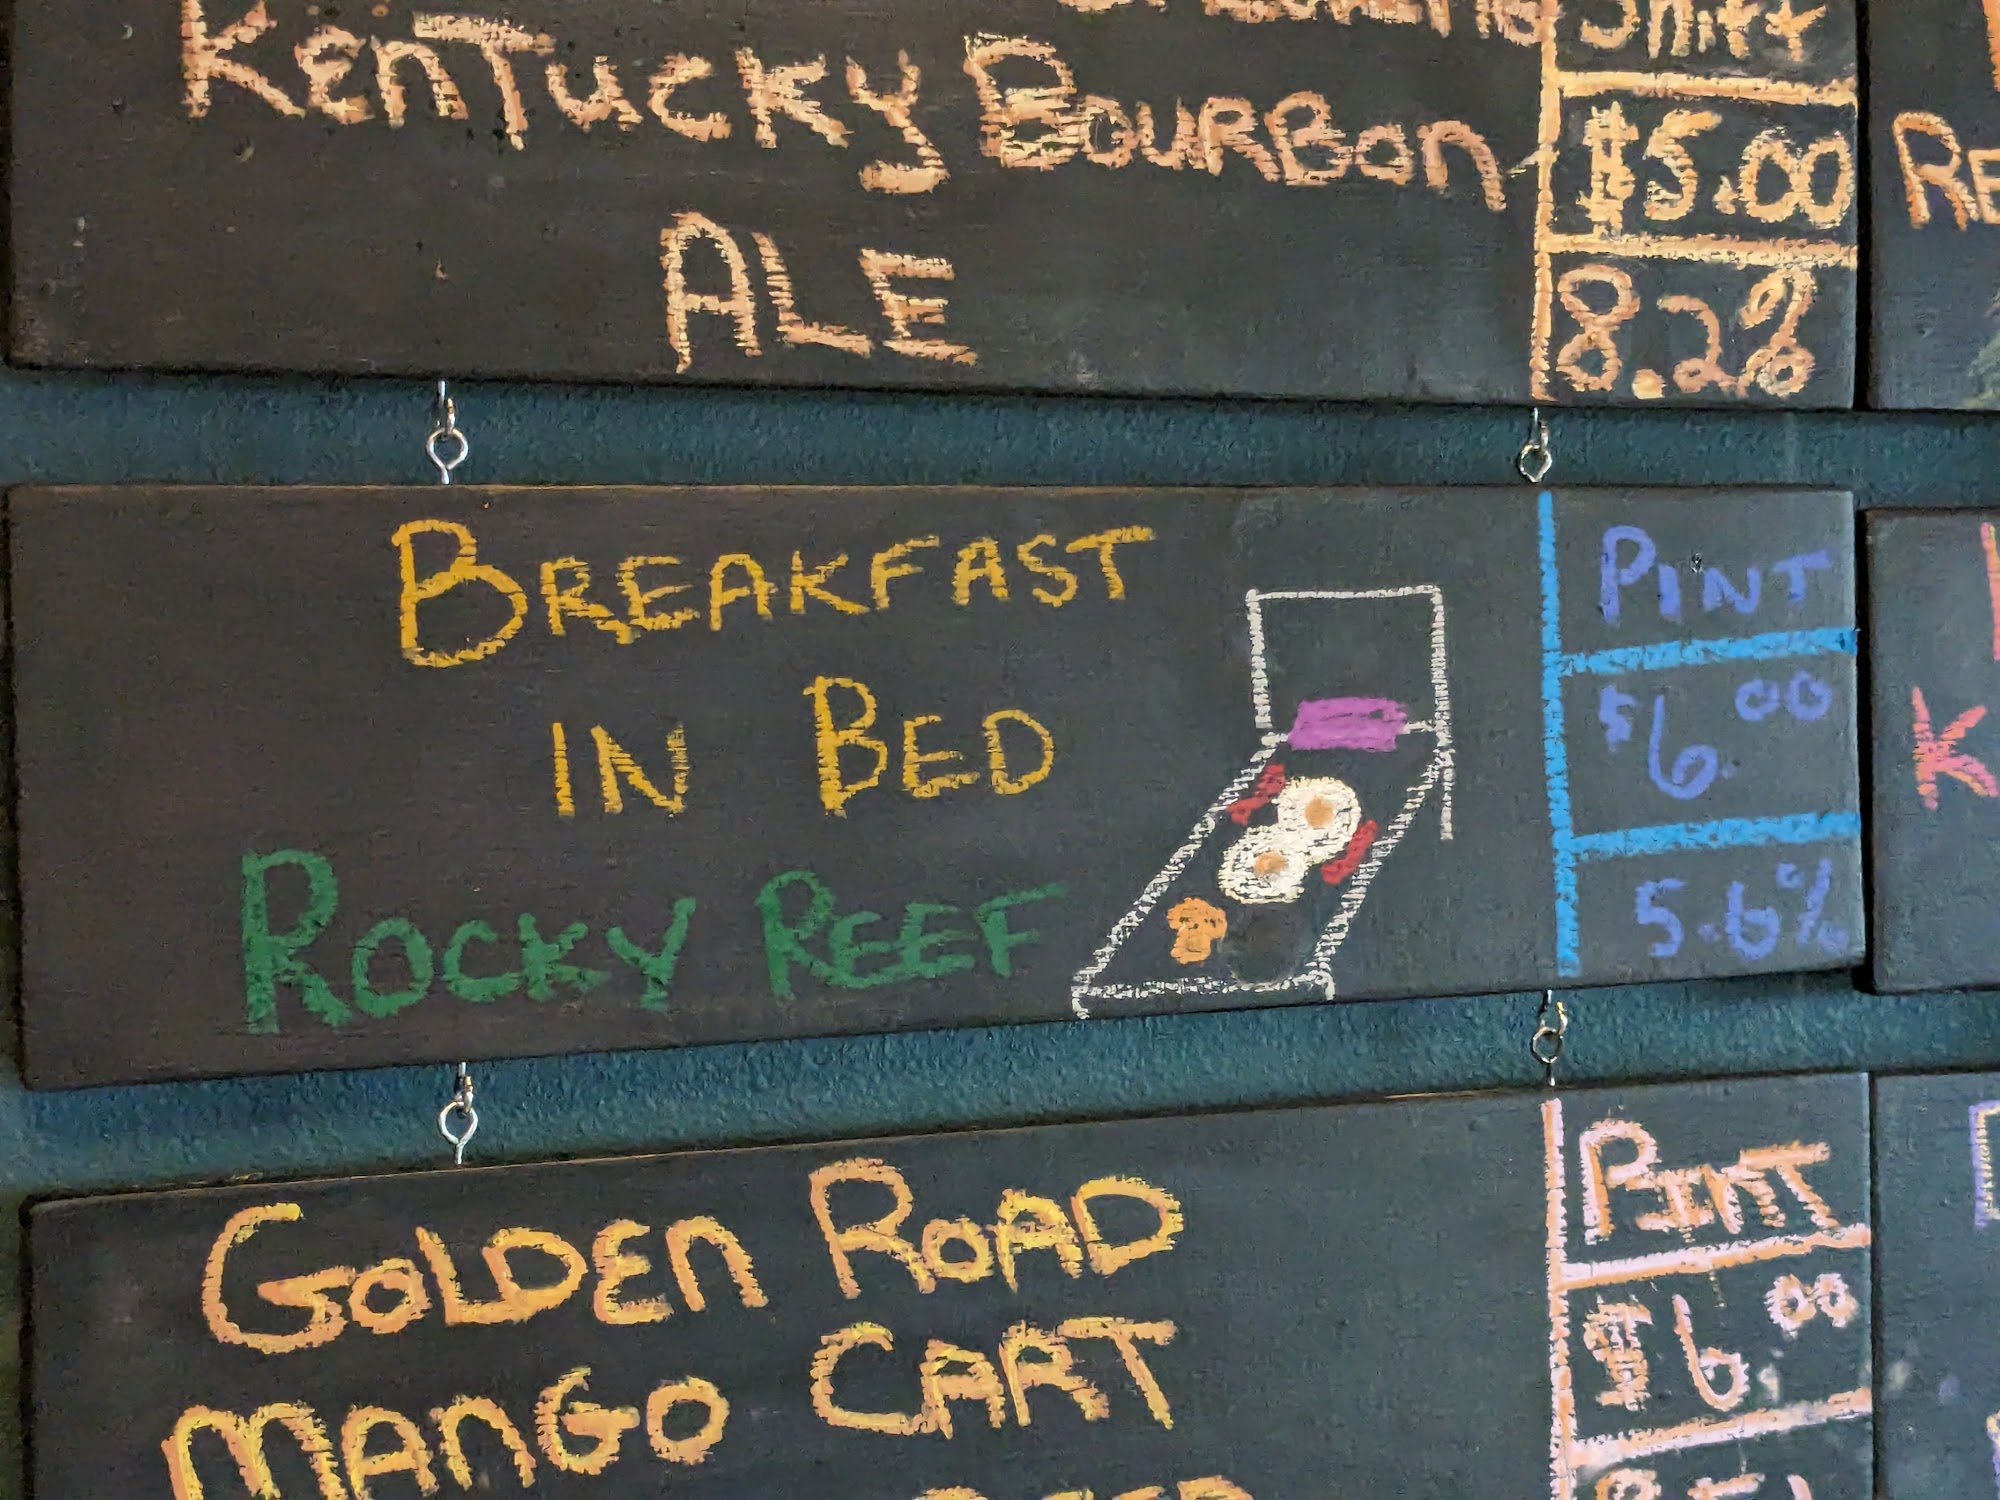 Kentucky Bourbon
Ale
$5.00
8.2%
Breakfast
in Bed
Rocky Reef
Pint
$6.00
5.6%
Golden Road
Mango Cart
Pint
$6.00